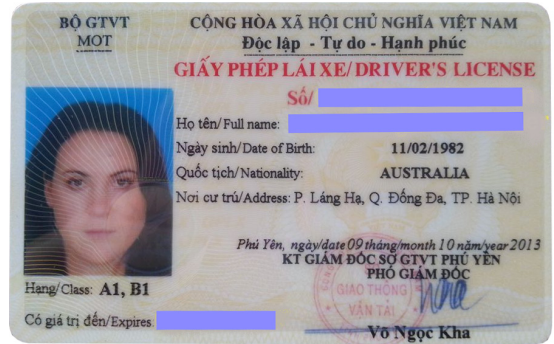 BỘ GTVT
MOT
CỘNG HÒA XÃ HỘI CHỦ NGHĨA VIỆT NAM
Độc lập - Tự do - Hạnh phúc
GIẤY PHÉP LÁI XE/ DRIVER'S LICENSE
Số/
Họ tên/Full name:
Ngày sinh/Date of Birth: 11/02/1982
Quốc tịch/Nationality: AUSTRALIA
Nơi cư trú/Address: P. Láng Hạ, Q. Đống Đa, TP. Hà Nội
Phú Yên, ngày/date 09 tháng/month 10 năm/year 2013
KT GIÁM ĐỐC SỞ GTVT PHÚ YÊN
PHÓ GIÁM ĐỐC
GIAO THÔNG
VẬN TẢI
Hạng/Class: A1, B1
Có giá trị đến/Expires
Võ Ngọc Kha